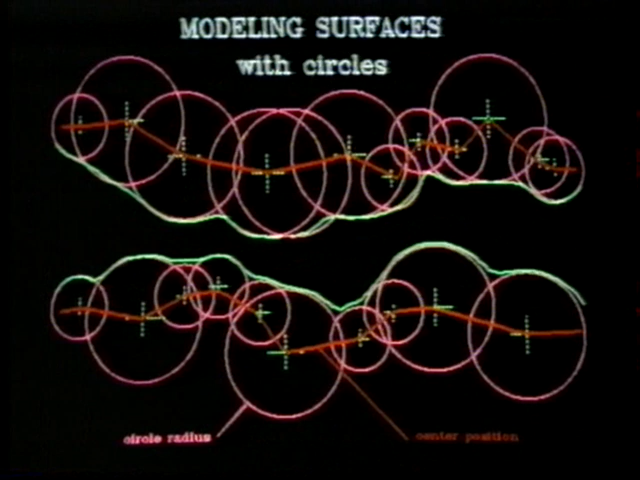 MODELING SURFACES
with circles
circle radius
center position